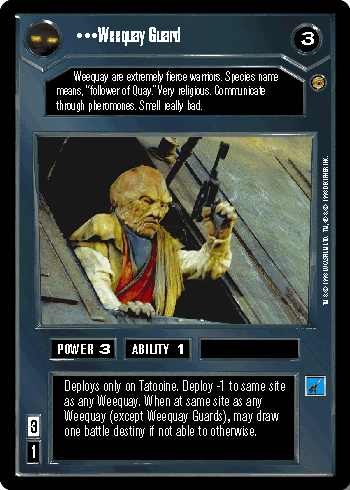 •••Weequay Guard
3
Weequay are extremely fierce warriors. Species name
means, "follower of Quay." Very religious. Communicate
through pheromones. Smell really bad.
POWER 3
ABILITY 1
Deploys only on Tatooine. Deploy -1 to same site
as any Weequay. When at same site as any
Weequay (except Weequay Guards), may draw
one battle destiny if not able to otherwise.
3
1